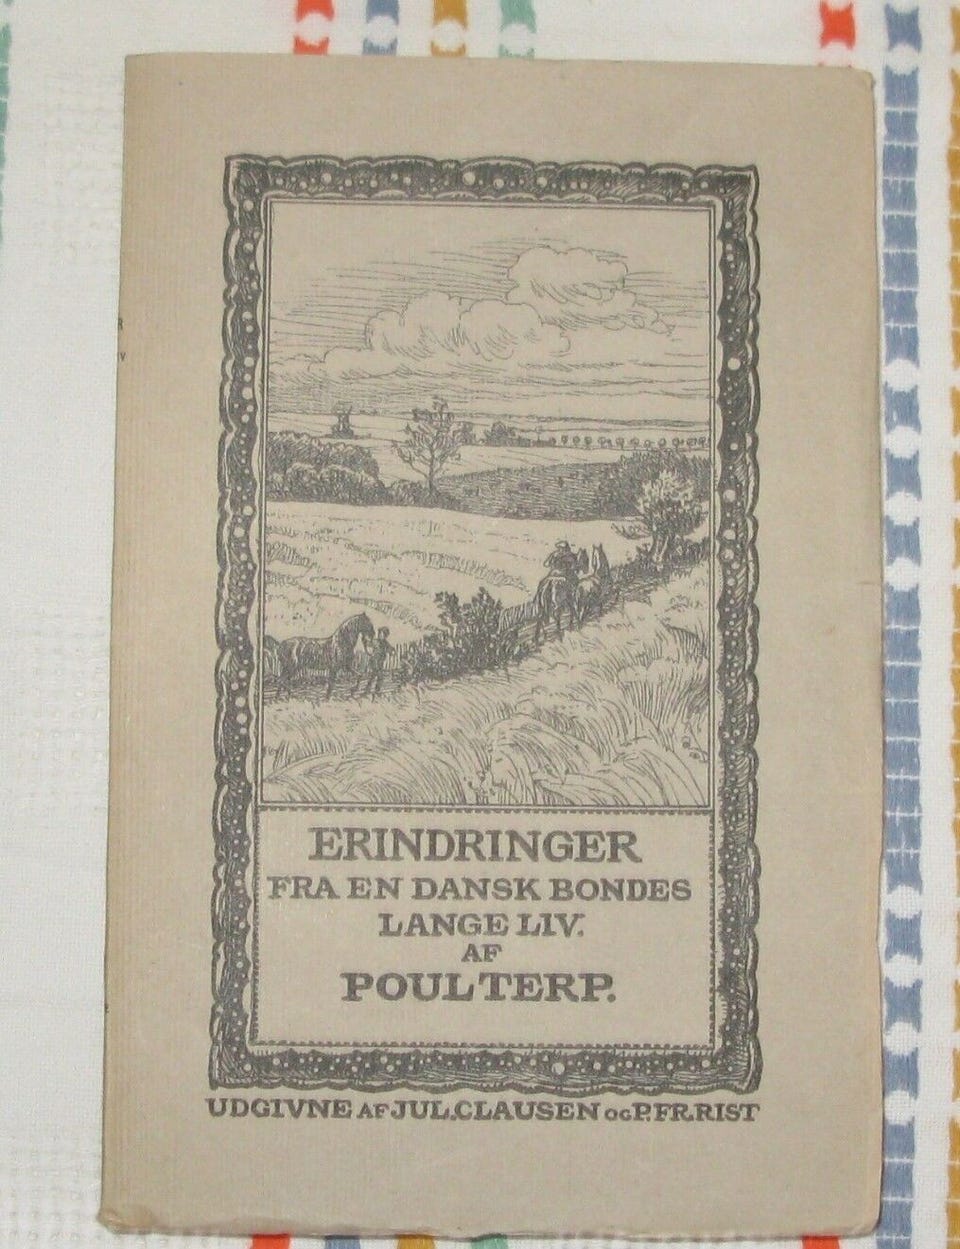 ERINDRINGER
FRA EN DANSK BONDES
LANGE LIV.
AF
POUL TERP.
UDGIVNE AF JUL. CLAUSEN OG P. FR. RIST